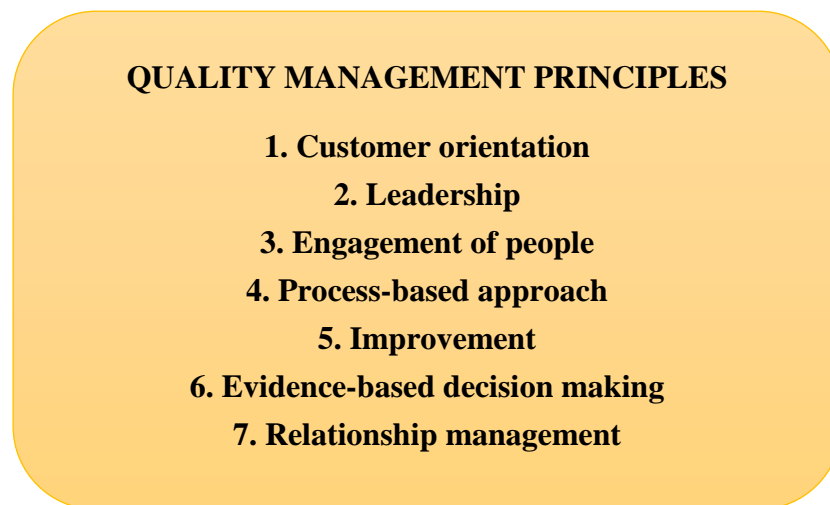 QUALITY MANAGEMENT PRINCIPLES
1. Customer orientation
2. Leadership
3. Engagement of people
4. Process-based approach
5. Improvement
6. Evidence-based decision making
7. Relationship management